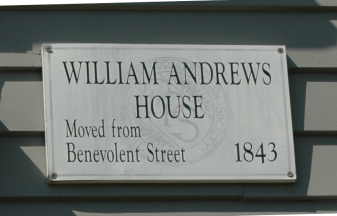 WILLIAM ANDREWS
HOUSE
Moved from
Benevolent Street 1843